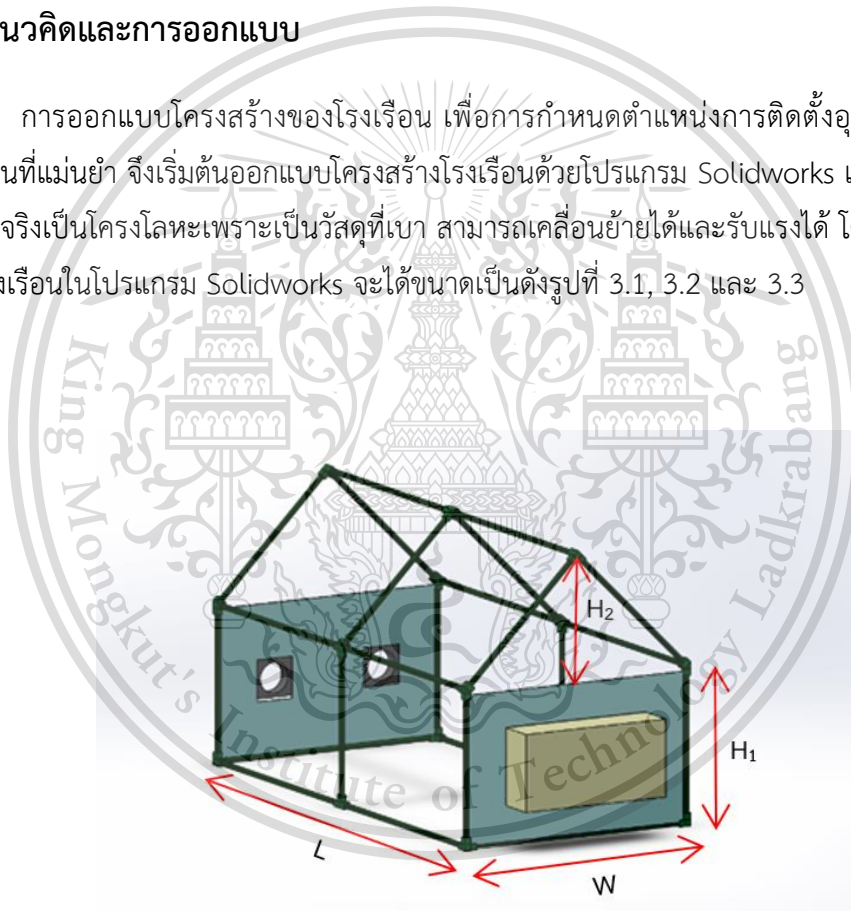 นวคิดและการออกแบบ
การออกแบบโครงสร้างของโรงเรือน เพื่อการกำหนดตำแหน่งการติดตั้งอุ
นที่แม่นยำ จึงเริ่มต้นออกแบบโครงสร้างโรงเรือนด้วยโปรแกรม Solidworks แ
จริงเป็นโครงโลหะเพราะเป็นวัสดุที่เบา สามารถเคลื่อนย้ายได้และรับแรงได้ โ
งเรือนในโปรแกรม Solidworks จะได้ขนาดเป็นดังรูปที่ 3.1, 3.2 และ 3.3
H₂
H₁
L
W
King Mongkut's Institute of Technology Ladkrabang